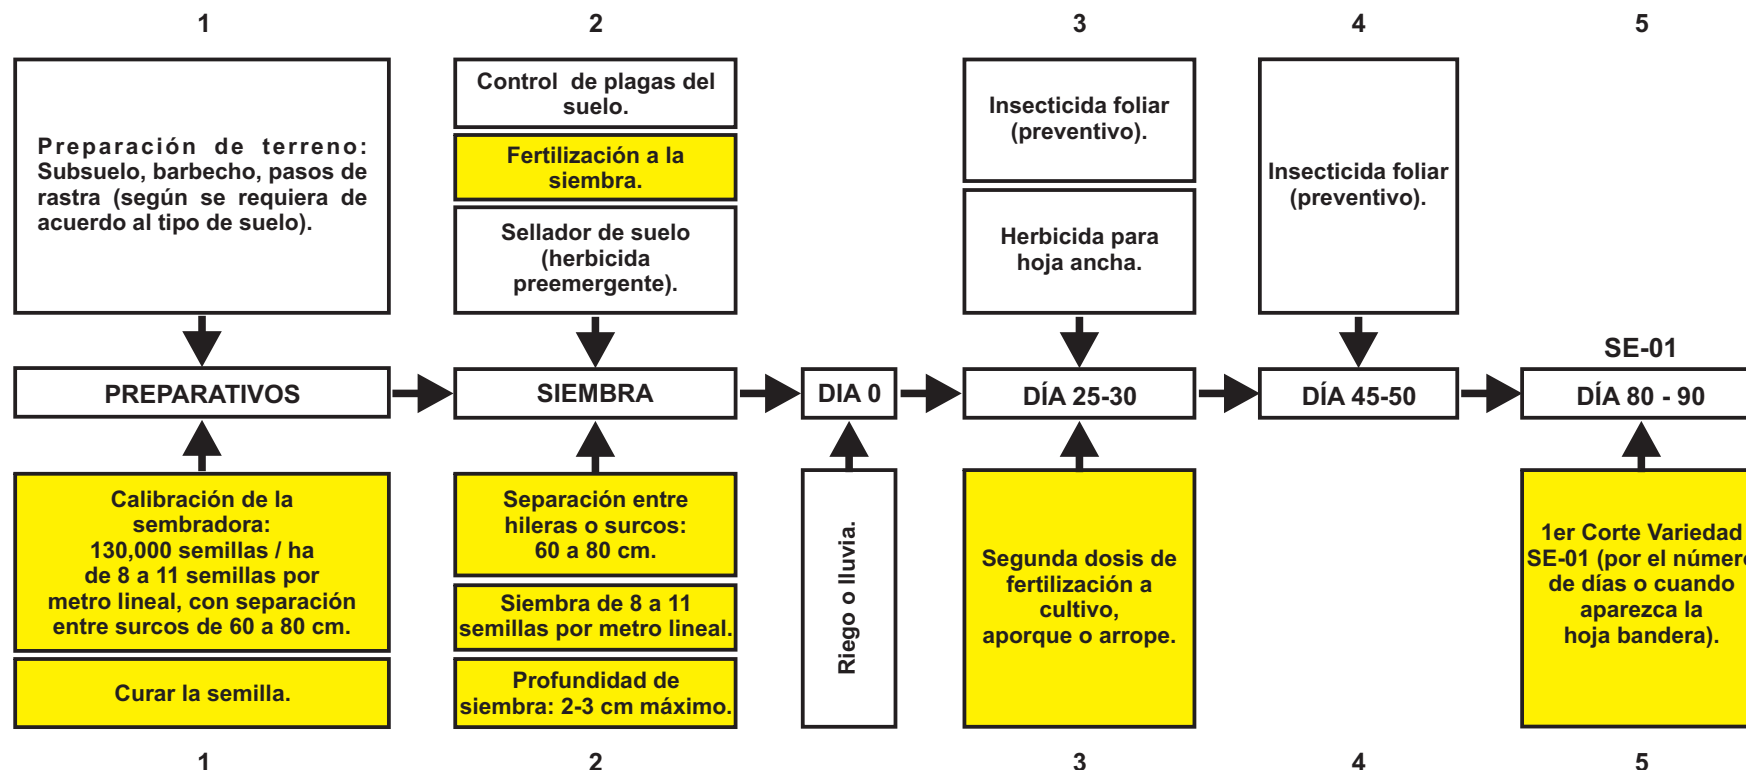 1
2
3
4
5
Preparación de terreno:
Subsuelo, barbecho, pasos de
rastra (según se requiera de
acuerdo al tipo de suelo).
Control de plagas del
suelo.
Fertilización a la
siembra.
Sellador de suelo
(herbicida
preemergente).
Insecticida foliar
(preventivo).
Herbicida para
hoja ancha.
Insecticida foliar
(preventivo).
SE-01
PREPARATIVOS
SIEMBRA
DIA 0
DÍA 25-30
DÍA 45-50
DÍA 80 - 90
Calibración de la
sembradora:
130,000 semillas / ha
de 8 a 11 semillas por
metro lineal, con separación
entre surcos de 60 a 80 cm.
Curar la semilla.
Separación entre
hileras o surcos:
60 a 80 cm.
Siembra de 8 a 11
semillas por metro lineal.
Profundidad de
siembra: 2-3 cm máximo.
Riego o lluvia.
Segunda dosis de
fertilización a
cultivo,
aporque o arrope.
1er Corte Variedad
SE-01 (por el número
de días o cuando
aparezca la
hoja bandera).
1
2
3
4
5